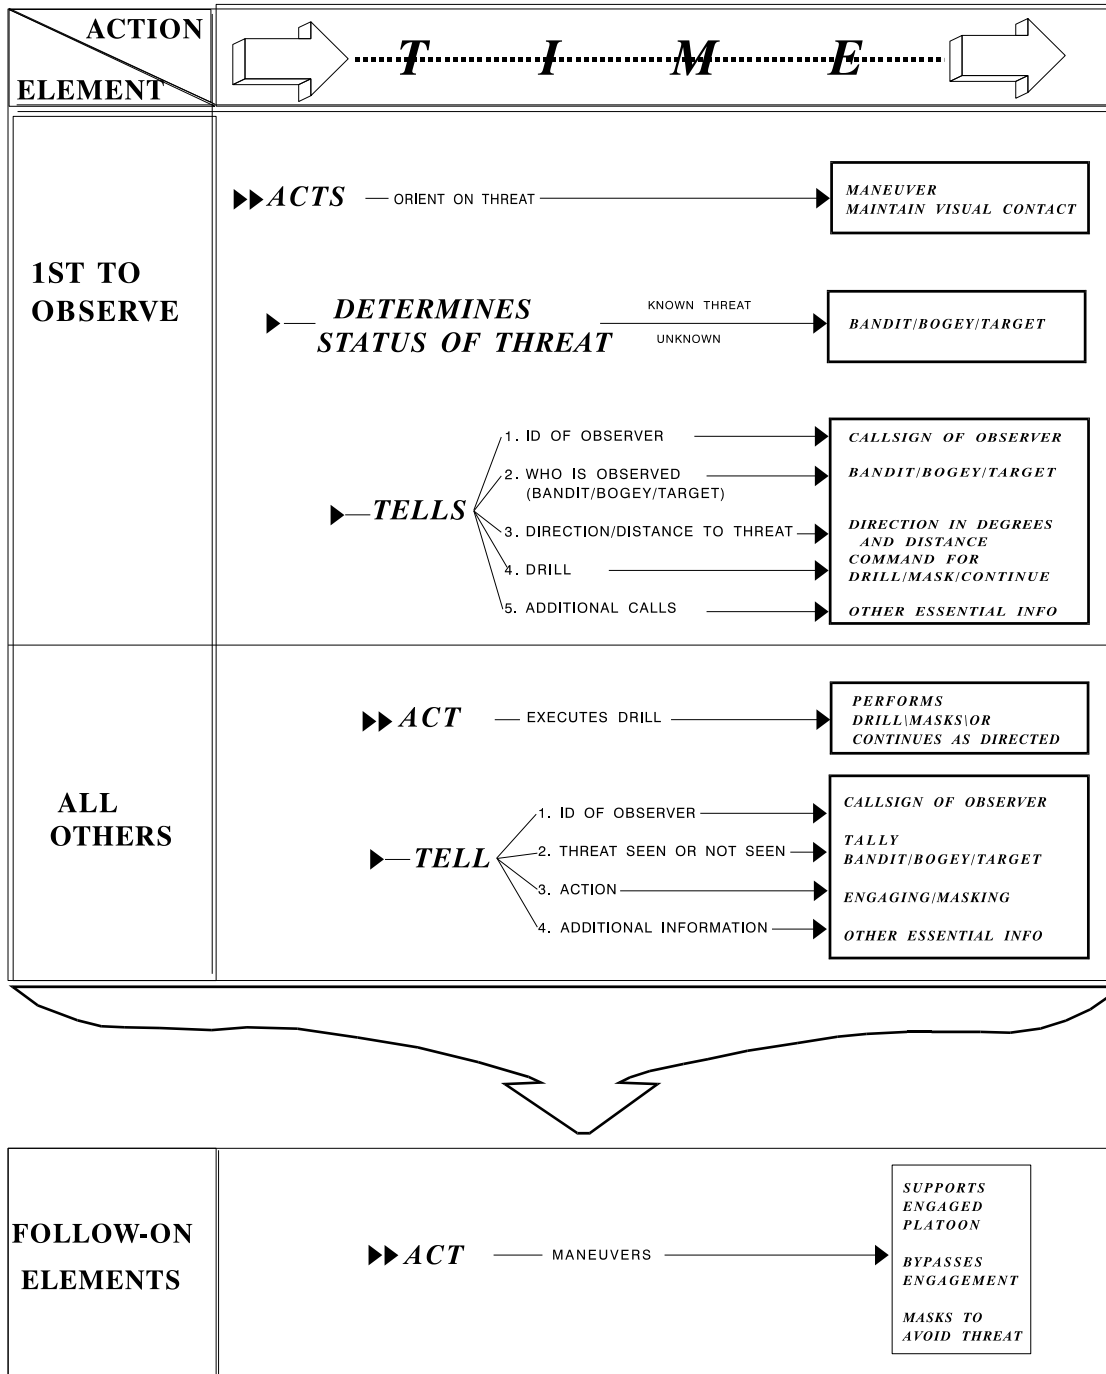 ACTION
ELEMENT
T I M E
1ST TO
OBSERVE
ACTS
ORIENT ON THREAT
MANEUVER
MAINTAIN VISUAL CONTACT
DETERMINES
STATUS OF THREAT
KNOWN THREAT
UNKNOWN
BANDIT/BOGEY/TARGET
TELLS
1. ID OF OBSERVER
CALLSIGN OF OBSERVER
2. WHO IS OBSERVED
(BANDIT/BOGEY/TARGET)
BANDIT/BOGEY/TARGET
3. DIRECTION/DISTANCE TO THREAT
DIRECTION IN DEGREES
AND DISTANCE
4. DRILL
COMMAND FOR
DRILL/MASK/CONTINUE
5. ADDITIONAL CALLS
OTHER ESSENTIAL INFO
ALL
OTHERS
ACT
EXECUTES DRILL
PERFORMS
DRILL\MASKS\OR
CONTINUES AS DIRECTED
TELL
1. ID OF OBSERVER
CALLSIGN OF OBSERVER
2. THREAT SEEN OR NOT SEEN
TALLY
BANDIT/BOGEY/TARGET
3. ACTION
ENGAGING/MASKING
4. ADDITIONAL INFORMATION
OTHER ESSENTIAL INFO
FOLLOW-ON
ELEMENTS
ACT
MANEUVERS
SUPPORTS
ENGAGED
PLATOON
BYPASSES
ENGAGEMENT
MASKS TO
AVOID THREAT